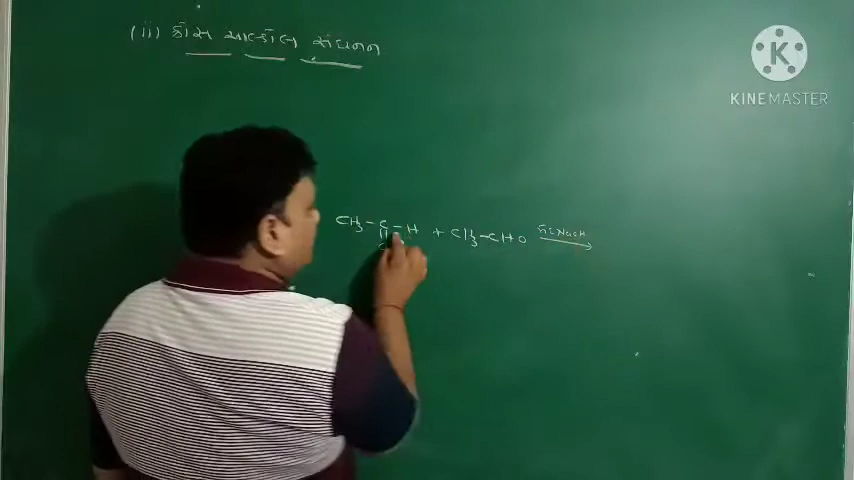 (ii) ક્રોસ આલ્ડોલ સંઘનન
CH3 - C - H + CH3 - CHO મંદ NaOH →
||
KINEMASTER